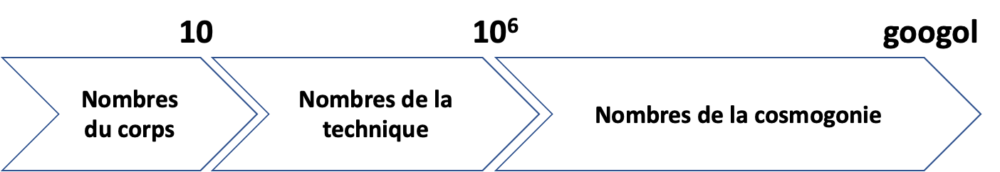 10
10⁶
googol
Nombres
du corps
Nombres de la
technique
Nombres de la cosmogonie